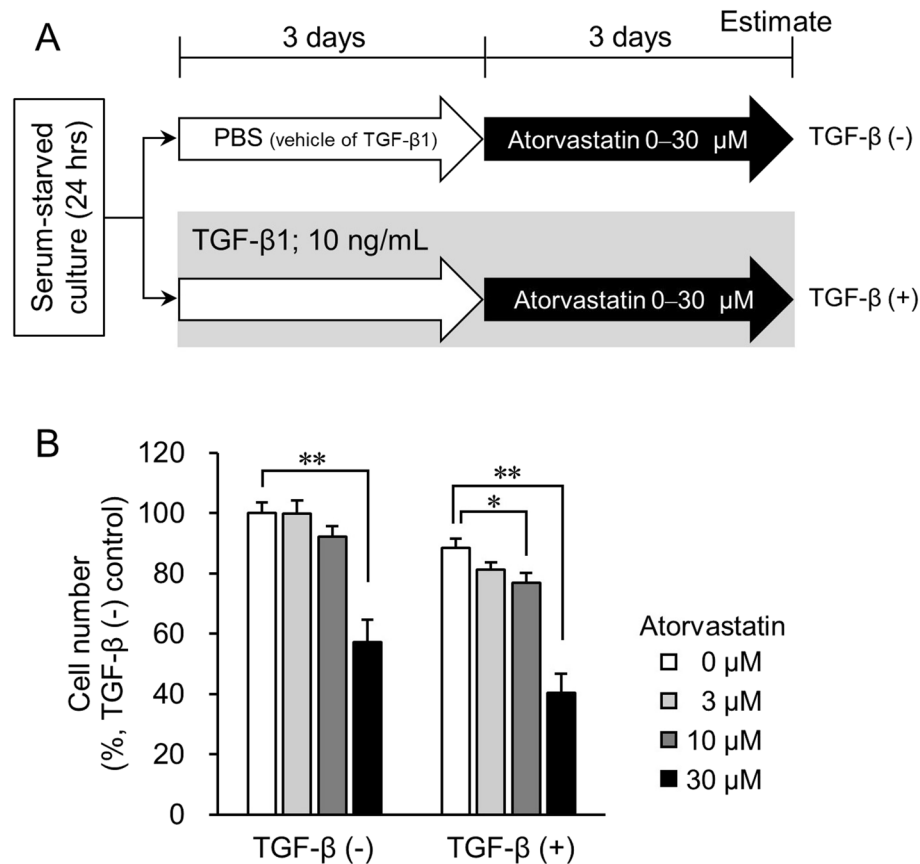 A
3 days
3 days
Estimate
Serum-starved
culture (24 hrs)
PBS (vehicle of TGF-β1)
Atorvastatin 0–30 μM
TGF-β (-)
TGF-β1; 10 ng/mL
Atorvastatin 0–30 μM
TGF-β (+)
B
Cell number
(%, TGF-β (-) control)
120
100
80
60
40
20
0
**
**
*
TGF-β (-)
TGF-β (+)
Atorvastatin
0 μM
3 μM
10 μM
30 μM